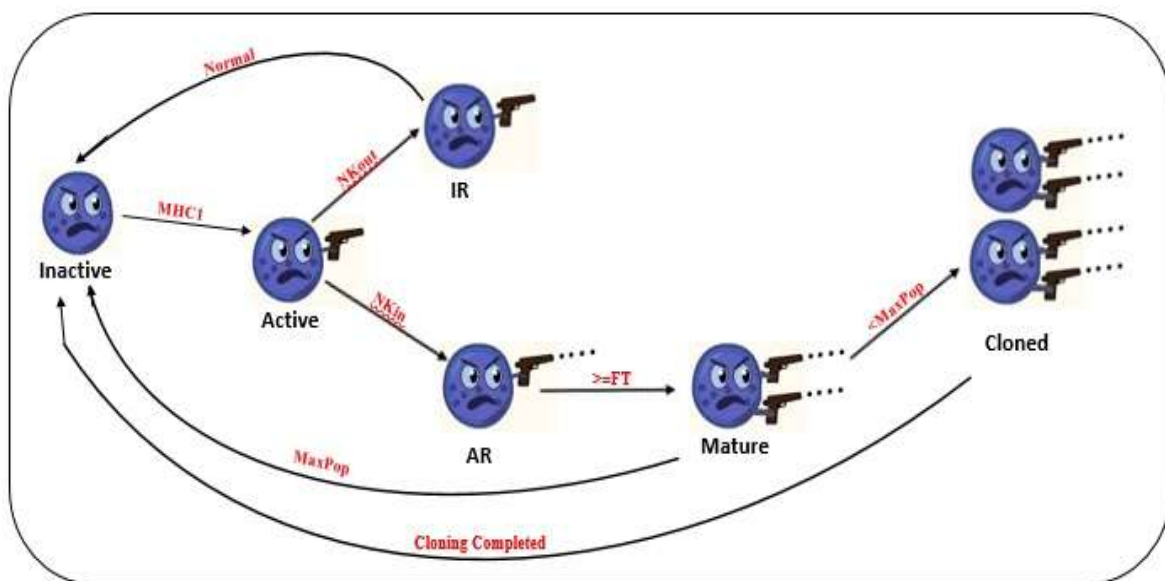 Normal
NKout
IR
MHC1
Inactive
Active
NKin
<MaxPop
Cloned
>=FT
AR
Mature
MaxPop
Cloning Completed